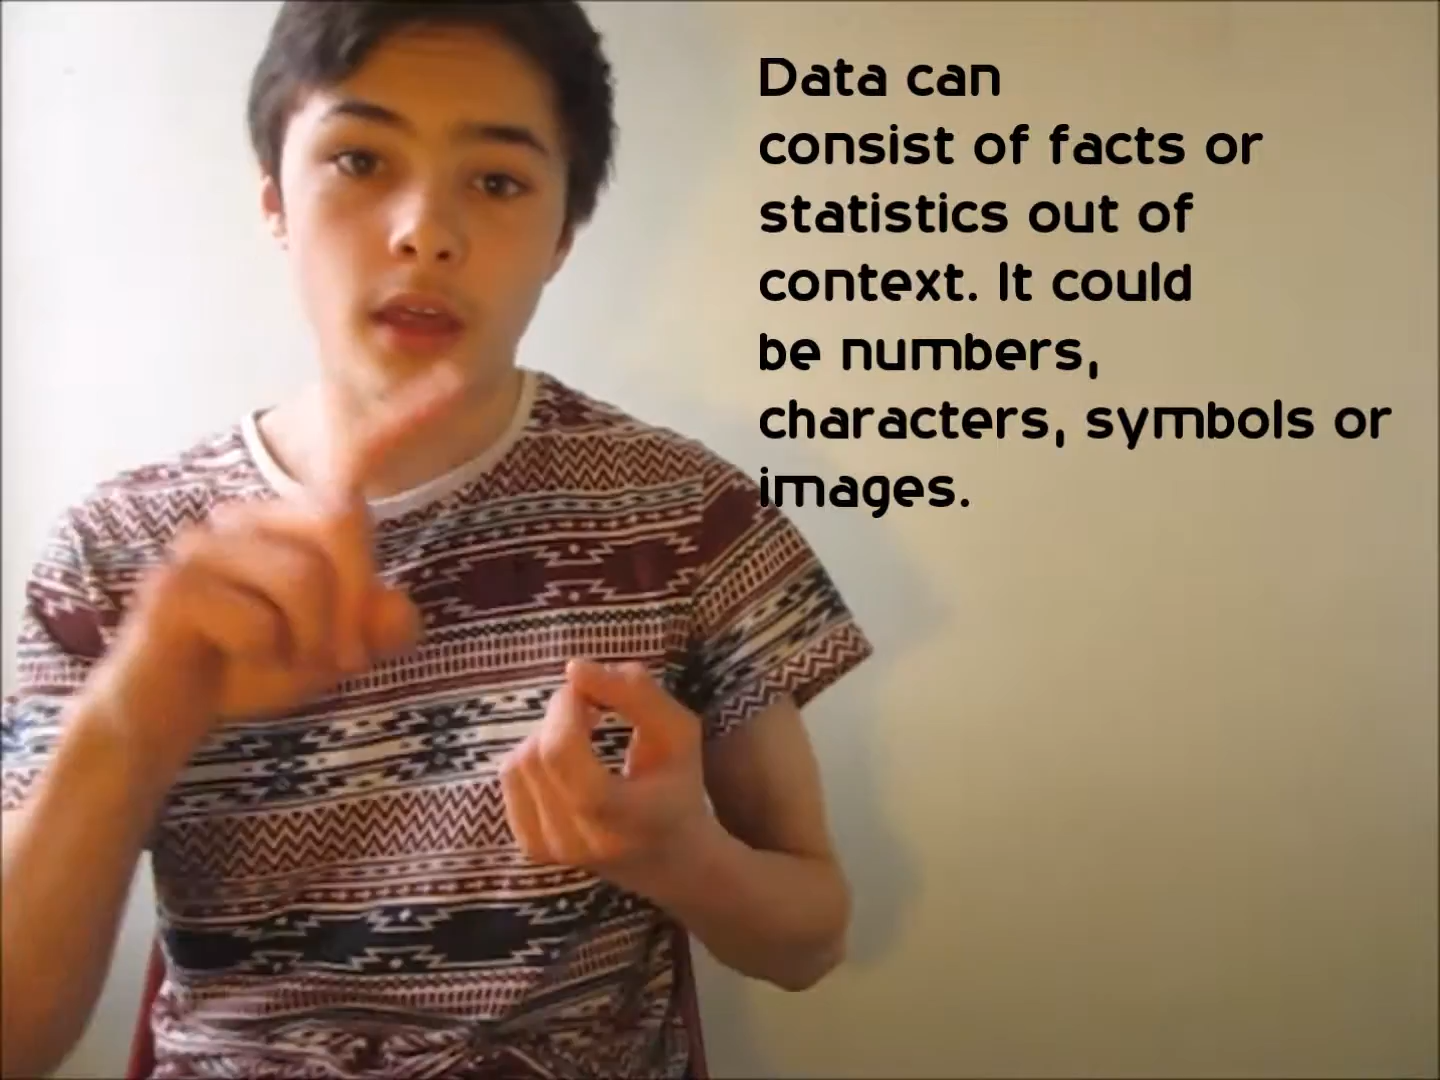 Data can
consist of facts or
statistics out of
context. It could
be numbers,
characters, symbols or
images.